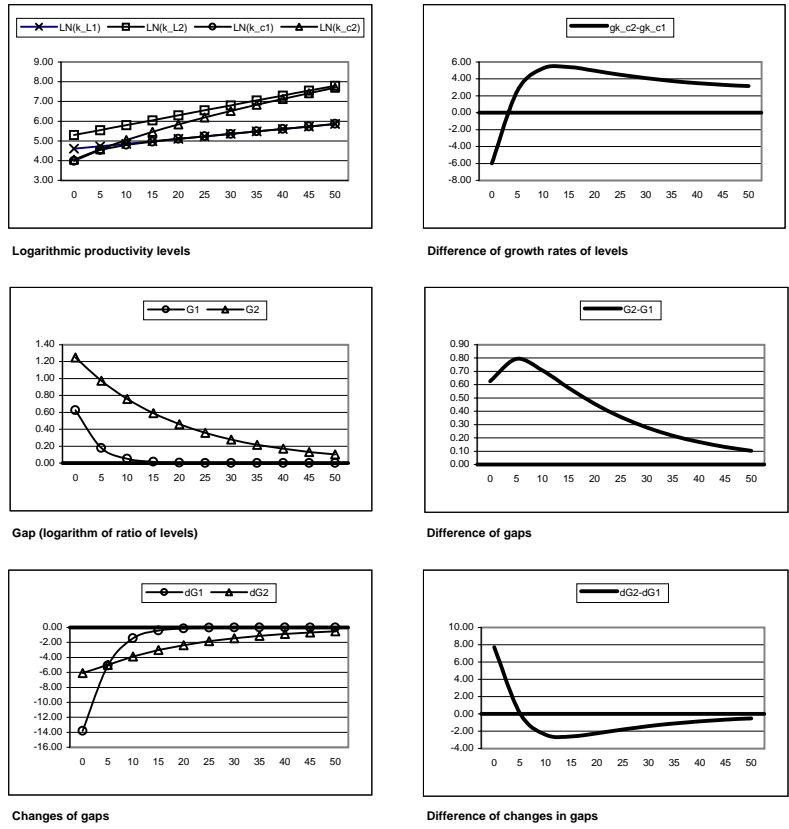 LN(k_L1) LN(k_L2) LN(k_c1) LN(k_c2)
9.00
8.00
7.00
6.00
5.00
4.00
3.00
0 5 10 15 20 25 30 35 40 45 50
Logarithmic productivity levels
gk_c2-gk_c1
6.00
4.00
2.00
0.00
-2.00
-4.00
-6.00
-8.00
0 5 10 15 20 25 30 35 40 45 50
Difference of growth rates of levels
G1 G2
1.40
1.20
1.00
0.80
0.60
0.40
0.20
0.00
0 5 10 15 20 25 30 35 40 45 50
Gap (logarithm of ratio of levels)
G2-G1
0.90
0.80
0.70
0.60
0.50
0.40
0.30
0.20
0.10
0.00
0 5 10 15 20 25 30 35 40 45 50
Difference of gaps
dG1 dG2
0.00
-2.00
-4.00
-6.00
-8.00
-10.00
-12.00
-14.00
-16.00
0 5 10 15 20 25 30 35 40 45 50
Changes of gaps
dG2-dG1
10.00
8.00
6.00
4.00
2.00
0.00
-2.00
-4.00
0 5 10 15 20 25 30 35 40 45 50
Difference of changes in gaps